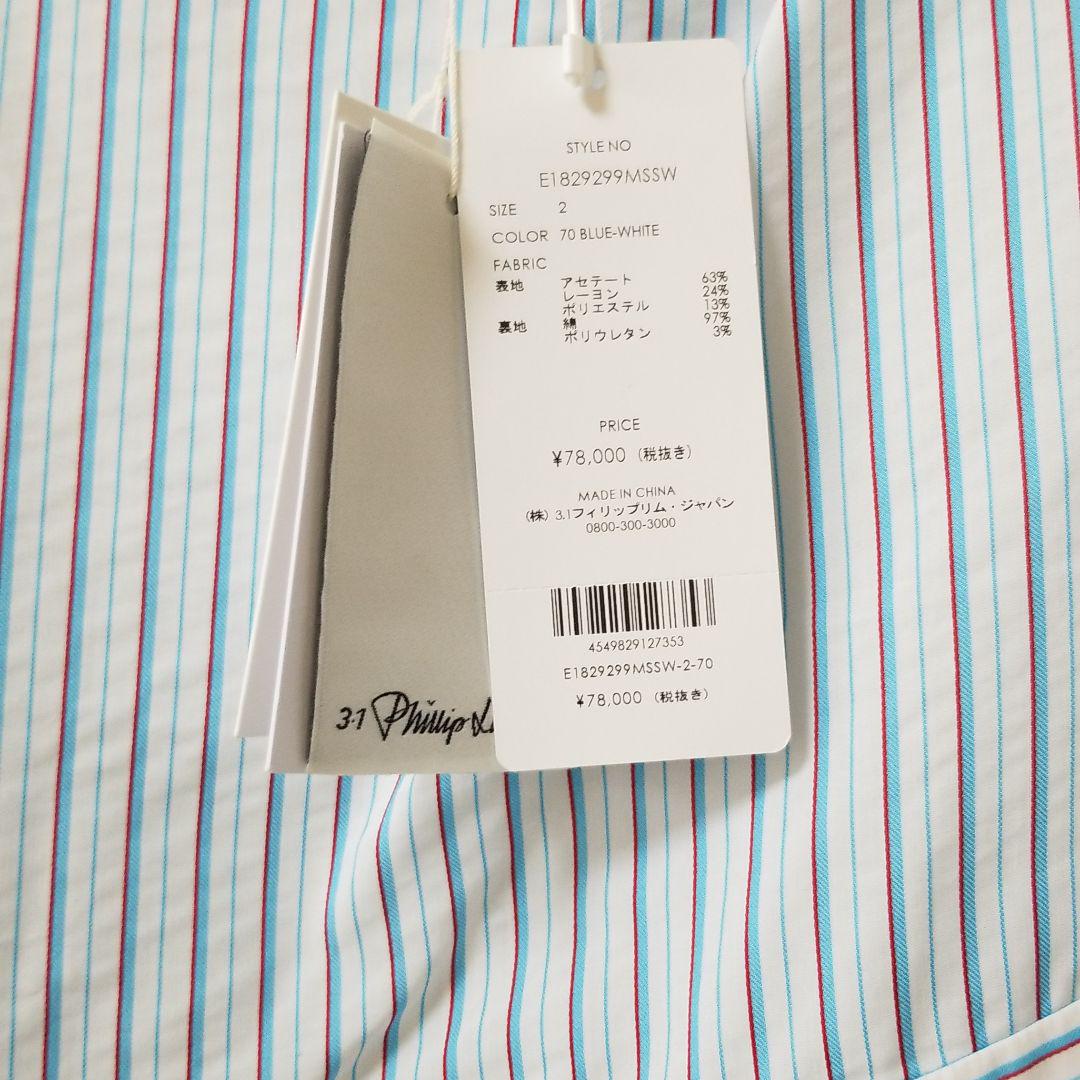 STYLE NO
E1829299MSSW
SIZE 2
COLOR 70 BLUE-WHITE
FABRIC
表地 アセテート 63%
レーヨン 24%
ポリエステル 13%
裏地 綿 97%
ポリウレタン 3%
PRICE
¥78,000 (税抜き)
MADE IN CHINA
(株) 3.1フィリップリム・ジャパン
0800-300-3000
4549829127353
E1829299MSSW-2-70
¥78,000 (税抜き)
3.1 Phillip